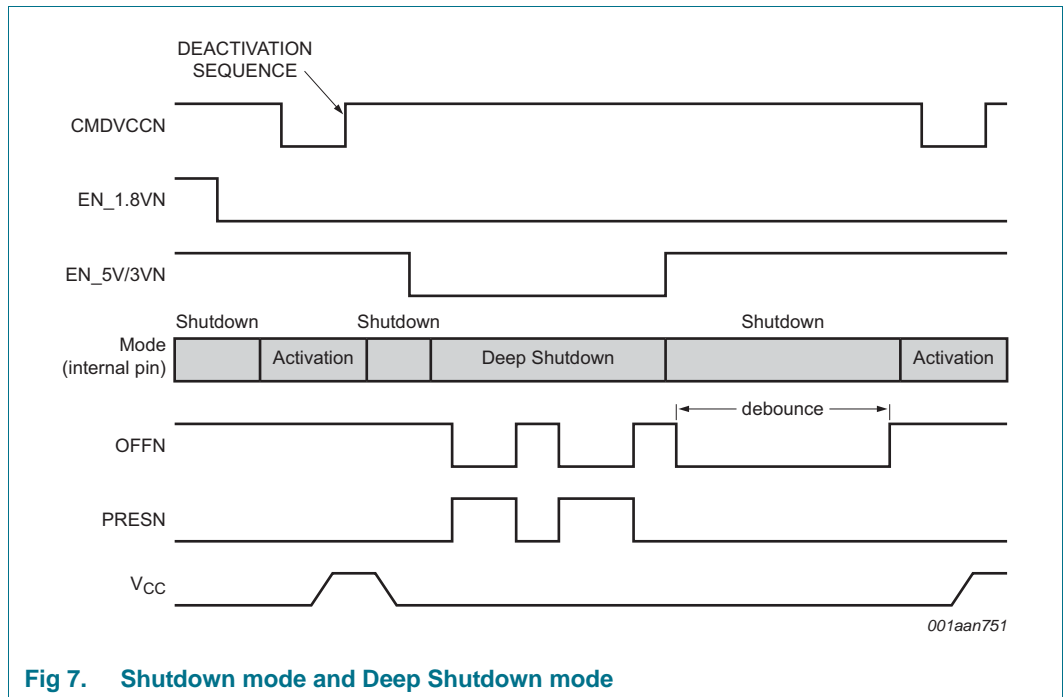 DEACTIVATION
SEQUENCE
CMDVCCN
EN_1.8VN
EN_5V/3VN
Shutdown Shutdown Shutdown
Mode
(internal pin)
Activation Deep Shutdown Activation
debounce
OFFN
PRESN
VCC
001aan751
Fig 7. Shutdown mode and Deep Shutdown mode